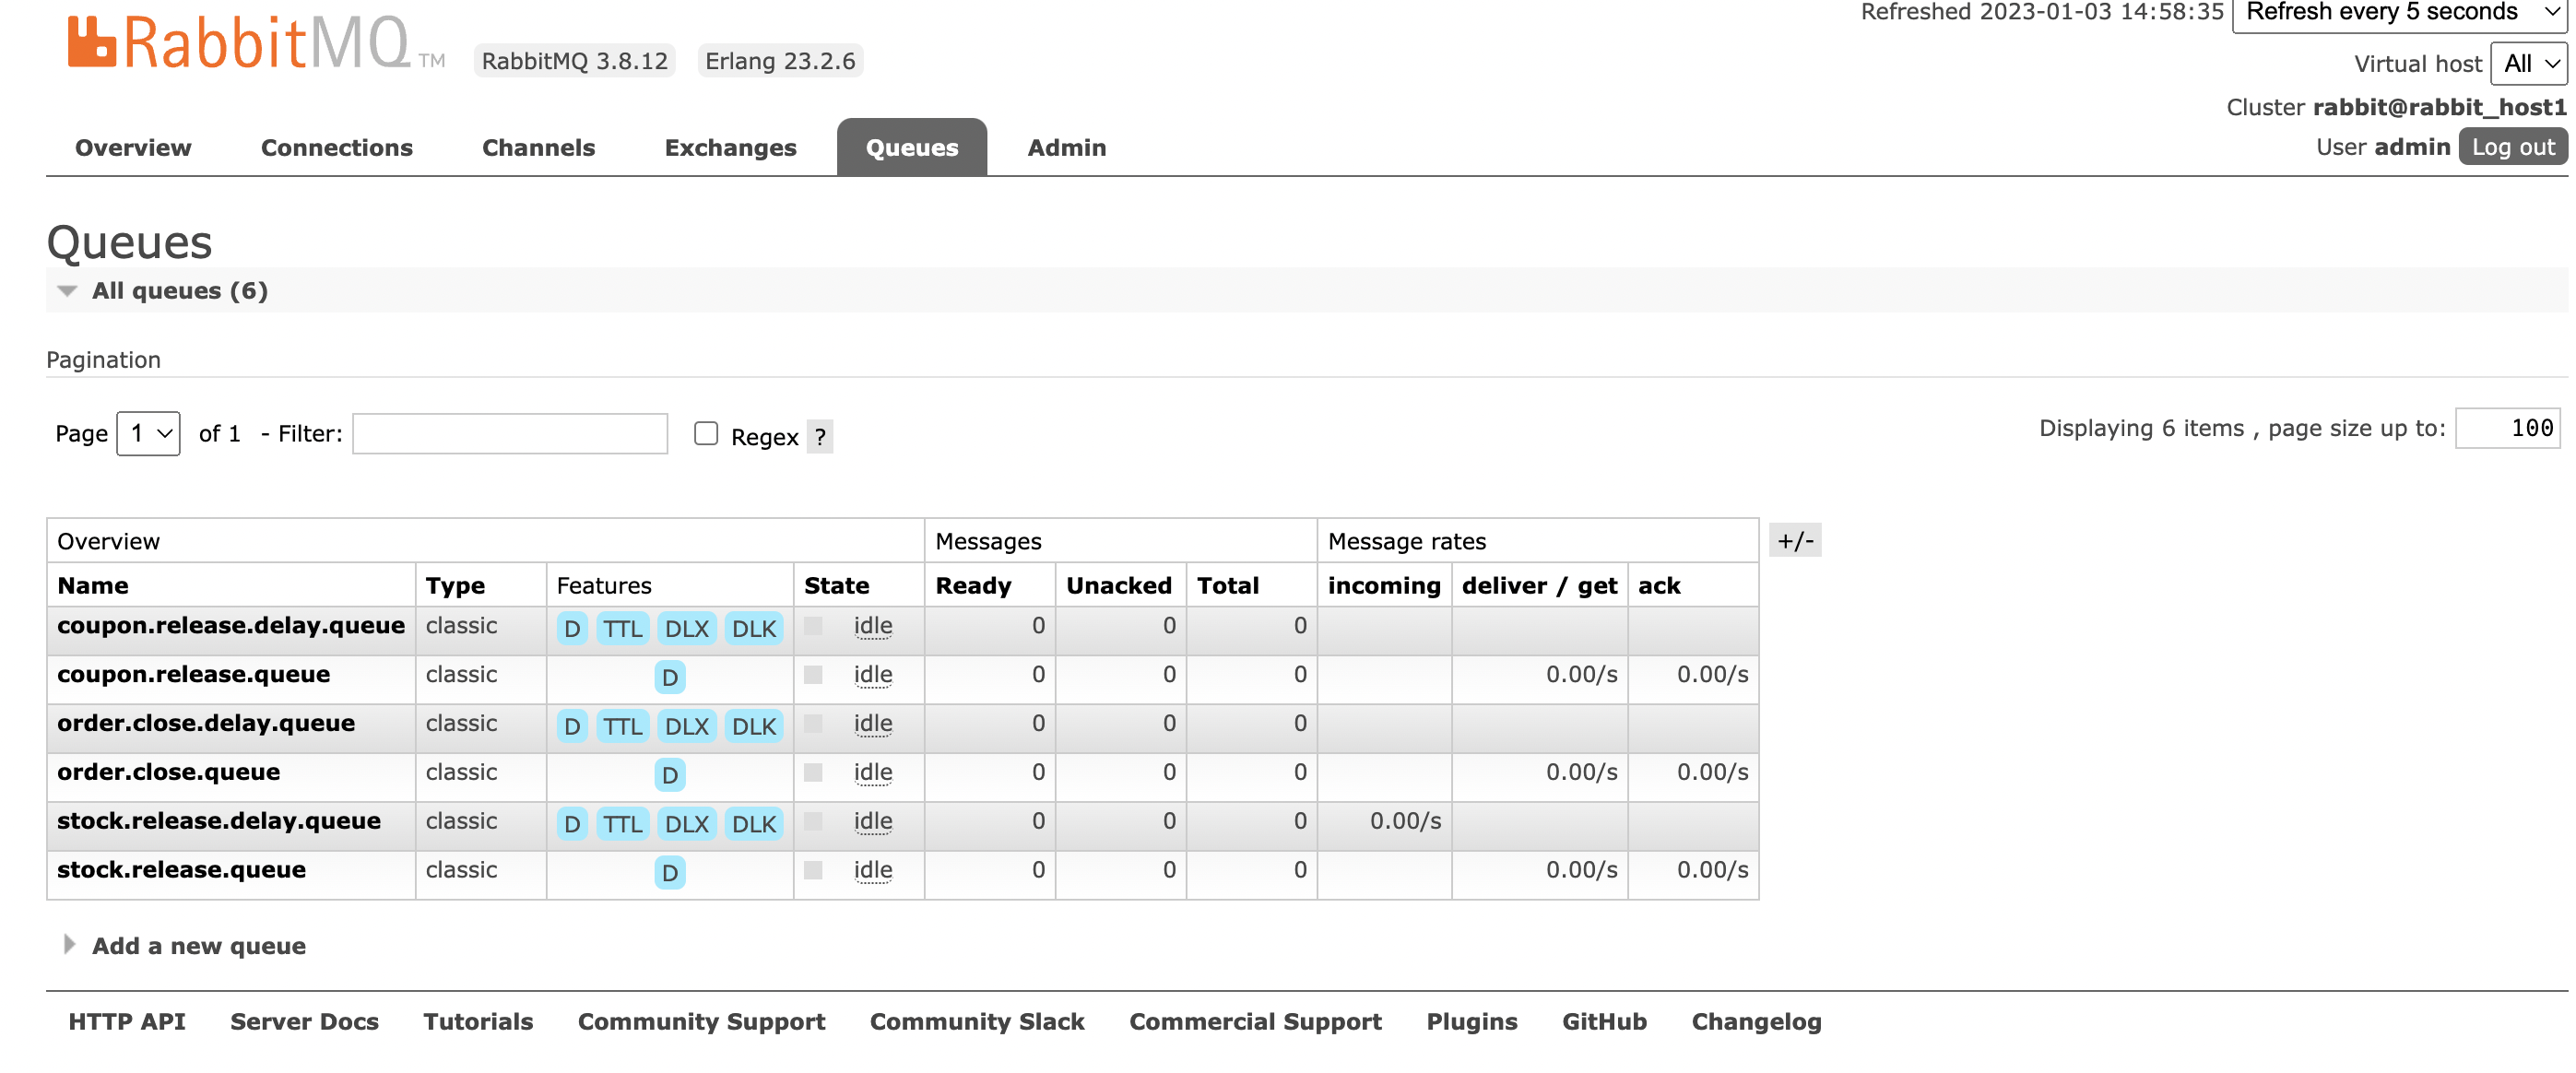 Refreshed 2023-01-03 14:58:35 Refresh every 5 seconds
RabbitMQ TM RabbitMQ 3.8.12 Erlang 23.2.6
Virtual host All
Cluster rabbit@rabbit_host1
User admin Log out
Overview Connections Channels Exchanges Queues Admin
Queues
All queues (6)
Pagination
Page 1 of 1 - Filter: Regex ? Displaying 6 items , page size up to: 100
Overview Messages Message rates +/-
Name Type Features State Ready Unacked Total incoming deliver / get ack
coupon.release.delay.queue classic D TTL DLX DLK idle 0 0 0
coupon.release.queue classic D idle 0 0 0 0.00/s 0.00/s
order.close.delay.queue classic D TTL DLX DLK idle 0 0 0
order.close.queue classic D idle 0 0 0 0.00/s 0.00/s
stock.release.delay.queue classic D TTL DLX DLK idle 0 0 0 0.00/s
stock.release.queue classic D idle 0 0 0 0.00/s 0.00/s
Add a new queue
HTTP API Server Docs Tutorials Community Support Community Slack Commercial Support Plugins GitHub Changelog